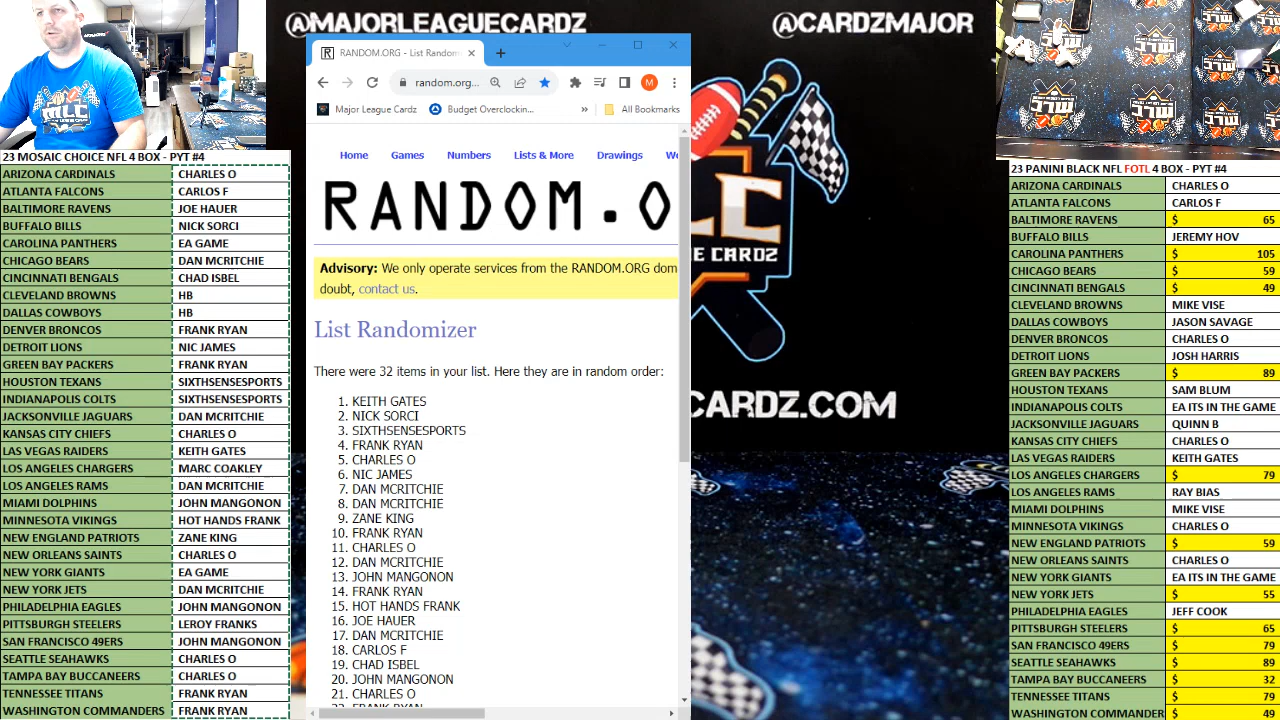 @MAJORLEAGUECARDZ
@CARDZMAJOR
RANDOM.ORG - List Random
random.org...
M
Major League Cardz
Budget Overclockin...
»
All Bookmarks
Home
Games
Numbers
Lists & More
Drawings
RANDOM.O
Advisory: We only operate services from the RANDOM.ORG dom
doubt, contact us.
List Randomizer
There were 32 items in your list. Here they are in random order:
1. KEITH GATES
2. NICK SORCI
3. SIXTHSENSESPORTS
4. FRANK RYAN
5. CHARLES O
6. NIC JAMES
7. DAN MCRITCHIE
8. DAN MCRITCHIE
9. ZANE KING
10. FRANK RYAN
11. CHARLES O
12. DAN MCRITCHIE
13. JOHN MANGONON
14. FRANK RYAN
15. HOT HANDS FRANK
16. JOE HAUER
17. DAN MCRITCHIE
18. CARLOS F
19. CHAD ISBEL
20. JOHN MANGONON
21. CHARLES O
22. FRANK RYAN
MLC
LC
E CARDZ
CARDZ.COM
23 MOSAIC CHOICE NFL 4 BOX - PYT #4
ARIZONA CARDINALS CHARLES O
ATLANTA FALCONS CARLOS F
BALTIMORE RAVENS JOE HAUER
BUFFALO BILLS NICK SORCI
CAROLINA PANTHERS EA GAME
CHICAGO BEARS DAN MCRITCHIE
CINCINNATI BENGALS CHAD ISBEL
CLEVELAND BROWNS HB
DALLAS COWBOYS HB
DENVER BRONCOS FRANK RYAN
DETROIT LIONS NIC JAMES
GREEN BAY PACKERS FRANK RYAN
HOUSTON TEXANS SIXTHSENSESPORTS
INDIANAPOLIS COLTS SIXTHSENSESPORTS
JACKSONVILLE JAGUARS DAN MCRITCHIE
KANSAS CITY CHIEFS CHARLES O
LAS VEGAS RAIDERS KEITH GATES
LOS ANGELES CHARGERS MARC COAKLEY
LOS ANGELES RAMS DAN MCRITCHIE
MIAMI DOLPHINS JOHN MANGONON
MINNESOTA VIKINGS HOT HANDS FRANK
NEW ENGLAND PATRIOTS ZANE KING
NEW ORLEANS SAINTS CHARLES O
NEW YORK GIANTS EA GAME
NEW YORK JETS DAN MCRITCHIE
PHILADELPHIA EAGLES JOHN MANGONON
PITTSBURGH STEELERS LEROY FRANKS
SAN FRANCISCO 49ERS JOHN MANGONON
SEATTLE SEAHAWKS CHARLES O
TAMPA BAY BUCCANEERS CHARLES O
TENNESSEE TITANS FRANK RYAN
WASHINGTON COMMANDERS FRANK RYAN
23 PANINI BLACK NFL FOTL 4 BOX - PYT #4
ARIZONA CARDINALS CHARLES O
ATLANTA FALCONS CARLOS F
BALTIMORE RAVENS $ 65
BUFFALO BILLS JEREMY HOV
CAROLINA PANTHERS $ 105
CHICAGO BEARS $ 59
CINCINNATI BENGALS $ 49
CLEVELAND BROWNS MIKE VISE
DALLAS COWBOYS JASON SAVAGE
DENVER BRONCOS CHARLES O
DETROIT LIONS JOSH HARRIS
GREEN BAY PACKERS $ 89
HOUSTON TEXANS SAM BLUM
INDIANAPOLIS COLTS EA ITS IN THE GAME
JACKSONVILLE JAGUARS QUINN B
KANSAS CITY CHIEFS CHARLES O
LAS VEGAS RAIDERS KEITH GATES
LOS ANGELES CHARGERS $ 79
LOS ANGELES RAMS RAY BIAS
MIAMI DOLPHINS MIKE VISE
MINNESOTA VIKINGS CHARLES O
NEW ENGLAND PATRIOTS $ 59
NEW ORLEANS SAINTS CHARLES O
NEW YORK GIANTS EA ITS IN THE GAME
NEW YORK JETS $ 55
PHILADELPHIA EAGLES JEFF COOK
PITTSBURGH STEELERS $ 65
SAN FRANCISCO 49ERS $ 79
SEATTLE SEAHAWKS $ 89
TAMPA BAY BUCCANEERS $ 32
TENNESSEE TITANS $ 79
WASHINGTON COMMANDERS $ 49